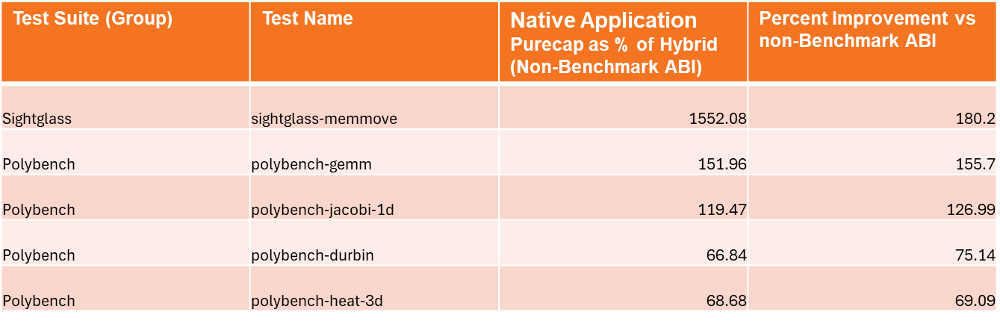 Test Suite (Group)
Test Name
Native Application
Purecap as % of Hybrid
(Non-Benchmark ABI)
Percent Improvement vs
non-Benchmark ABI
Sightglass sightglass-memmove 1552.08 180.2
Polybench polybench-gemm 151.96 155.7
Polybench polybench-jacobi-1d 119.47 126.99
Polybench polybench-durbin 66.84 75.14
Polybench polybench-heat-3d 68.68 69.09